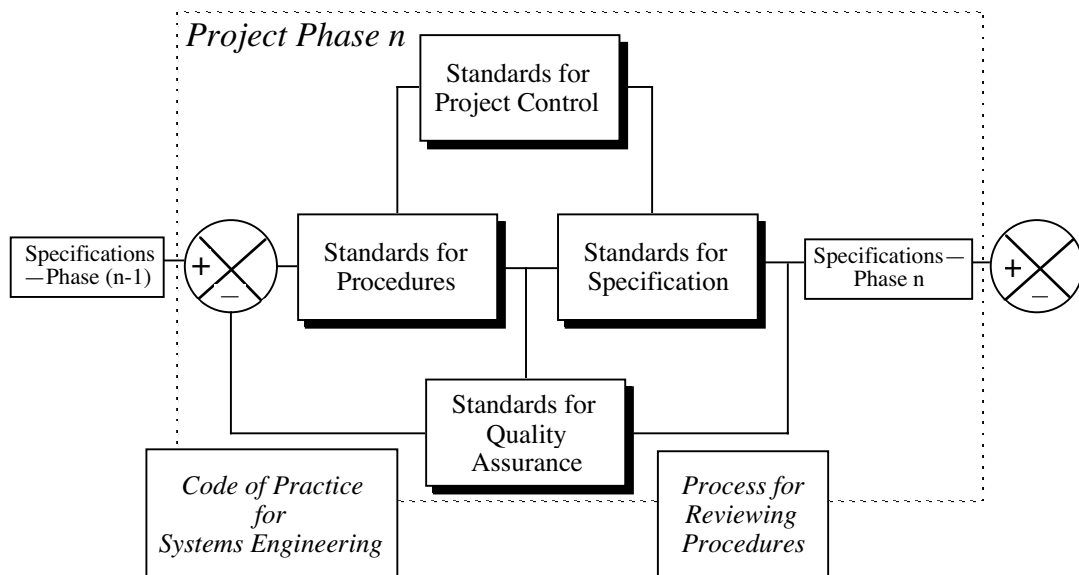 Project Phase n
Standards for
Project Control
Specifications
—Phase (n-1)
+
−
Standards for
Procedures
Standards for
Specification
Specifications—
Phase n
+
−
Standards for
Quality
Assurance
Code of Practice
for
Systems Engineering
Process for
Reviewing
Procedures